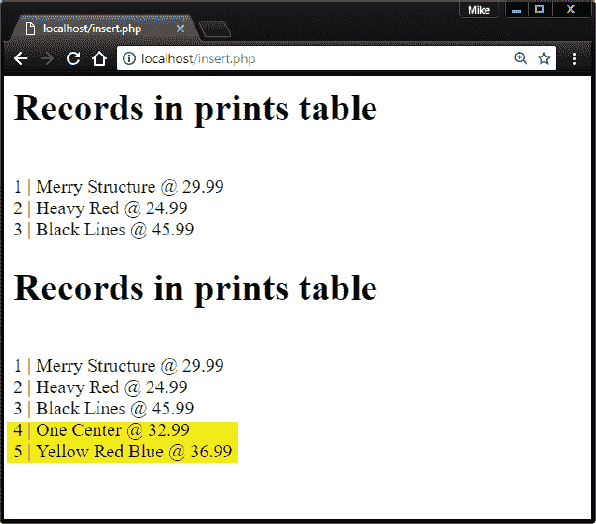 Mike
localhost/insert.php
localhost/insert.php
Records in prints table
1 | Merry Structure @ 29.99
2 | Heavy Red @ 24.99
3 | Black Lines @ 45.99
Records in prints table
1 | Merry Structure @ 29.99
2 | Heavy Red @ 24.99
3 | Black Lines @ 45.99
4 | One Center @ 32.99
5 | Yellow Red Blue @ 36.99